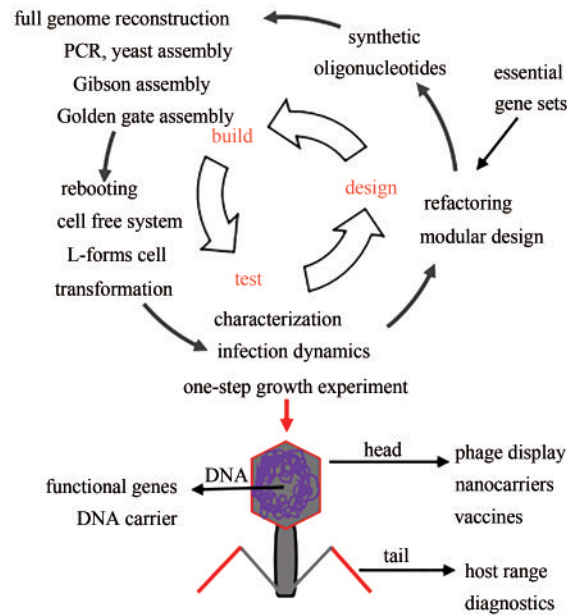 full genome reconstruction
PCR, yeast assembly
Gibson assembly
Golden gate assembly
synthetic
oligonucleotides
essential
gene sets
build
design
test
rebooting
cell free system
L-forms cell
transformation
refactoring
modular design
characterization
infection dynamics
one-step growth experiment
DNA
functional genes
DNA carrier
head
phage display
nanocarriers
vaccines
tail
host range
diagnostics